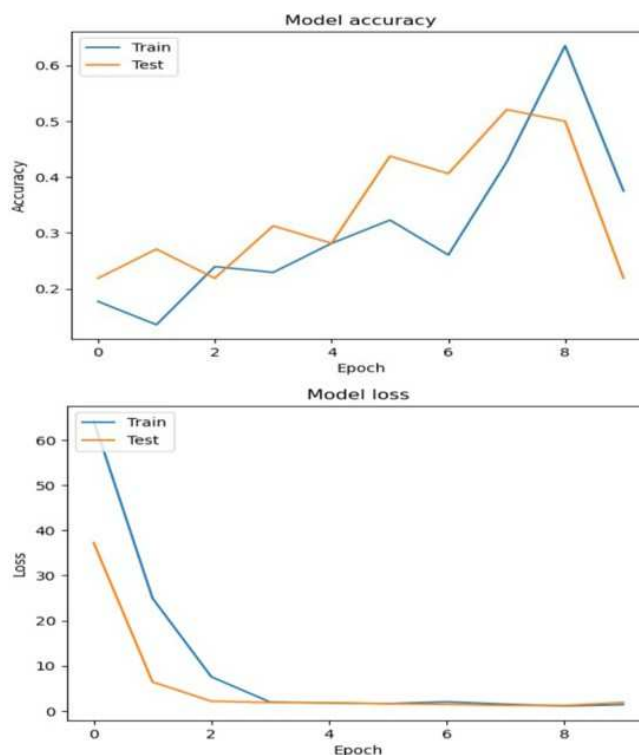 Model accuracy
Train
Test
0.6
0.5
0.4
0.3
0.2
Accuracy
0 2 4 6 8
Epoch
Model loss
Train
Test
60
50
40
30
20
10
0
Loss
0 2 4 6 8
Epoch